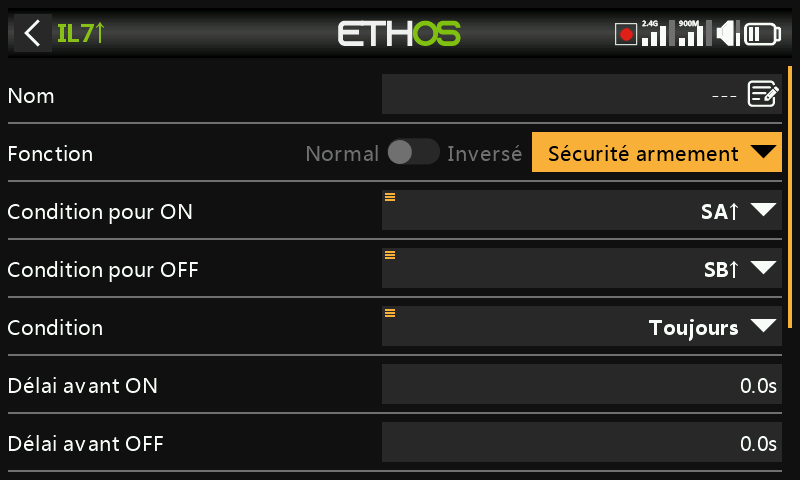 IL7↑ ETHOS 2.4G 900M
Nom ---
Fonction Normal Inversé Sécurité armement
Condition pour ON SA↑
Condition pour OFF SB↑
Condition Toujours
Délai avant ON 0.0s
Délai avant OFF 0.0s